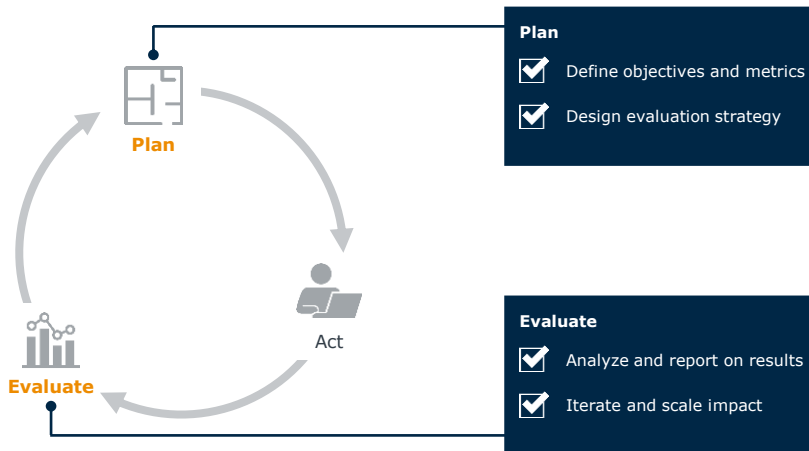 Plan
Define objectives and metrics
Design evaluation strategy
Plan
Act
Evaluate
Evaluate
Analyze and report on results
Iterate and scale impact